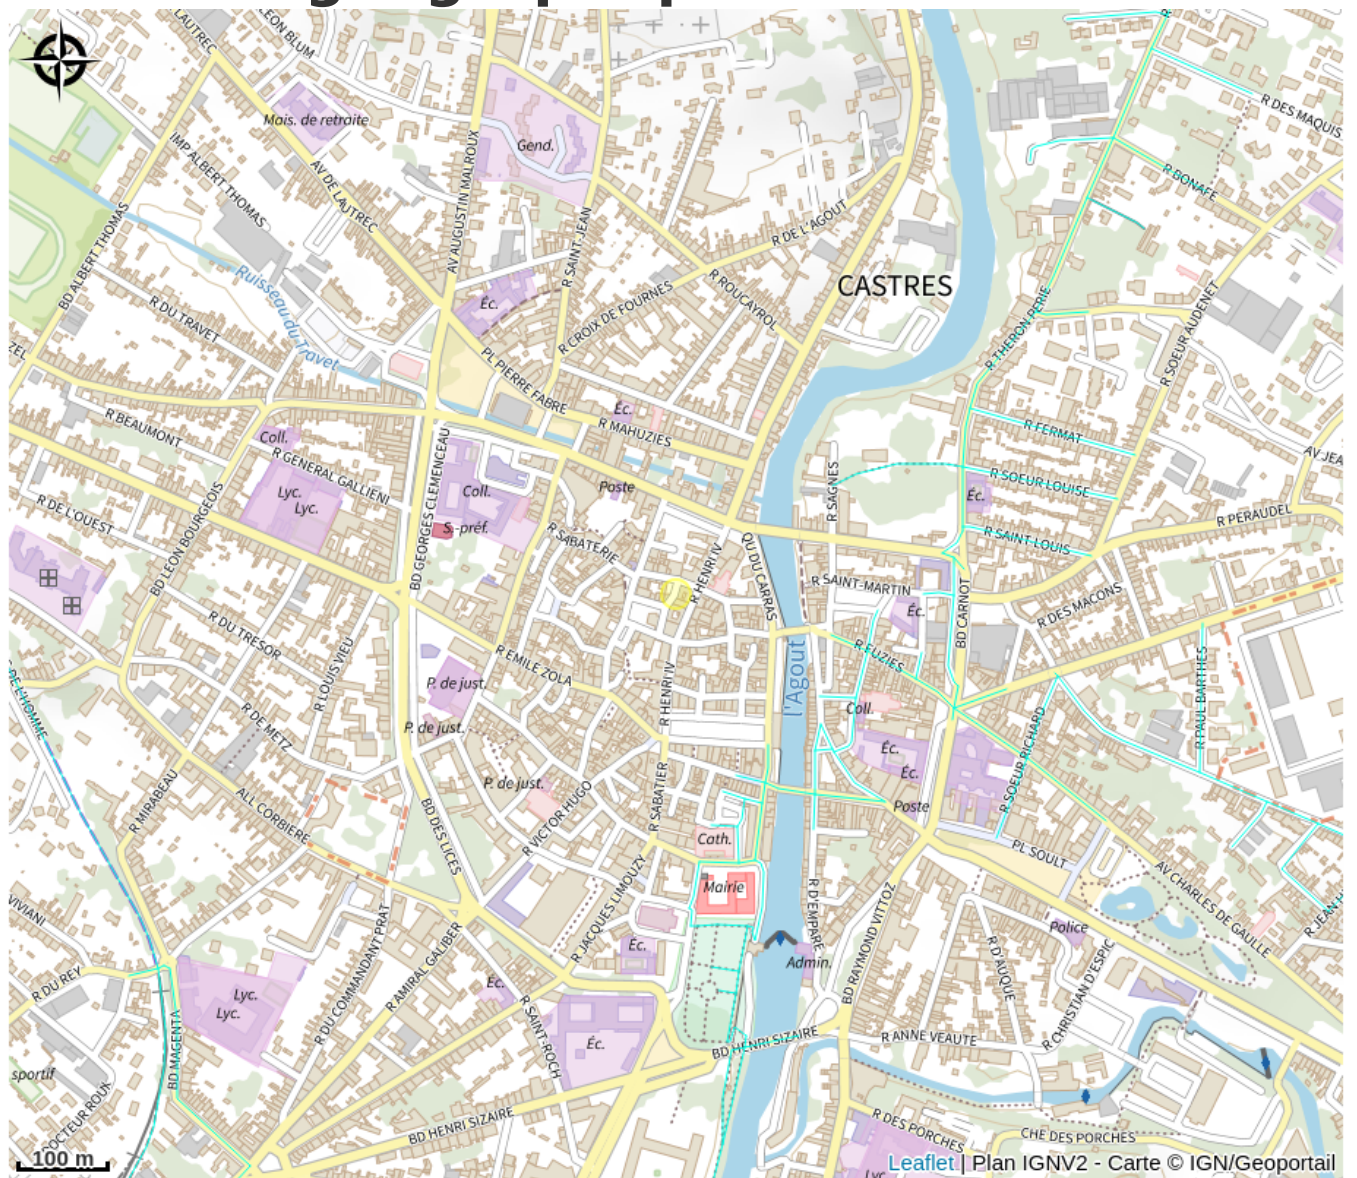 LAUTREC
LEON BLUM
R DES MAQUIS
Mais. de retraite
Gend.
IMP ALBERT THOMAS
AV DE LAUTREC
AV AUGUSTIN MALROUX
R SAINT-JEAN
R BONAFE
R DE L'AGOUT
BD ALBERT THOMAS
R ROUCAYROL
CASTRES
Ruisseau du Travet
R DU TRAVET
Éc.
R CROIX DE FOURNES
R THERON PERIE
R SOEUR AUDENET
ZEL
PL PIERRE FABRE
Éc.
R MAHUZIES
R BEAUMONT
Coll.
R GENERAL GALLIENI
R FERMAT
AV JEA
BD GEORGES CLEMENCEAU
Lyc.
Lyc.
Coll.
Poste
R SAGNES
R SOEUR LOUISE
Éc.
R DE L'OUEST
S.-préf.
R SABATERIE
R PERAUDEL
R SAINT-LOUIS
BD LEON BOURGEOIS
R HENRI IV
QU DU CARRAS
R SAINT-MARTIN
Éc.
BD CARNOT
R DES MACONS
R DU TRESOR
R LOUIS VIEU
R EMILE ZOLA
R EUZIES
l'Agout
R PAUL BARTHES
DE L'HOMME
P. de just.
R HENRI IV
Coll.
R DE METZ
P. de just.
Éc.
Éc.
R SOEUR RICHARD
P. de just.
R MIRABEAU
ALL CORBIERE
BD DES LICES
R VICTOR HUGO
R SABATIER
Poste
Cath.
PL SOULT
Mairie
AV CHARLES DE GAULLE
VIVIANI
R JACQUES LIMOUZY
R D'EMPARE
BD RAYMOND VITTOZ
R JEAN H
Police
R DU COMMANDANT PRAT
R AMIRAL GALIBER
Éc.
Admin.
R D'AUQUE
R CHRISTIAN D'ESPIC
R DU REY
Lyc.
Lyc.
Éc.
R SAINT-ROCH
Éc.
BD HENRI SIZAIRE
R ANNE VEAUTE
BD MAGENTA
sportif
DOCTEUR ROUX
BD HENRI SIZAIRE
R DES PORCHES
CHE DES PORCHES
Lyc.
100 m
Leaflet | Plan IGNV2 - Carte © IGN/Geoportail